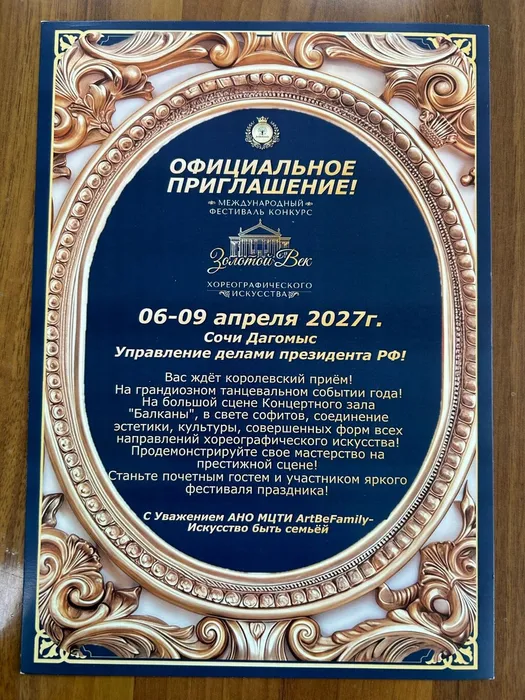 ОФИЦИАЛЬНОЕ
ПРИГЛАШЕНИЕ!
МЕЖДУНАРОДНЫЙ
ФЕСТИВАЛЬ КОНКУРС
Золотой Век
ХОРЕОГРАФИЧЕСКОГО
ИСКУССТВА
06-09 апреля 2027г.
Сочи Дагомыс
Управление делами президента РФ!
Вас ждёт королевский приём!
На грандиозном танцевальном событии года!
На большой сцене Концертного зала
"Балканы", в свете софитов, соединение
эстетики, культуры, совершенных форм всех
направлений хореографического искусства!
Продемонстрируйте свое мастерство на
престижной сцене!
Станьте почетным гостем и участником яркого
фестиваля праздника!
С Уважением АНО МЦТИ ArtBeFamily-
Искусство быть семьёй